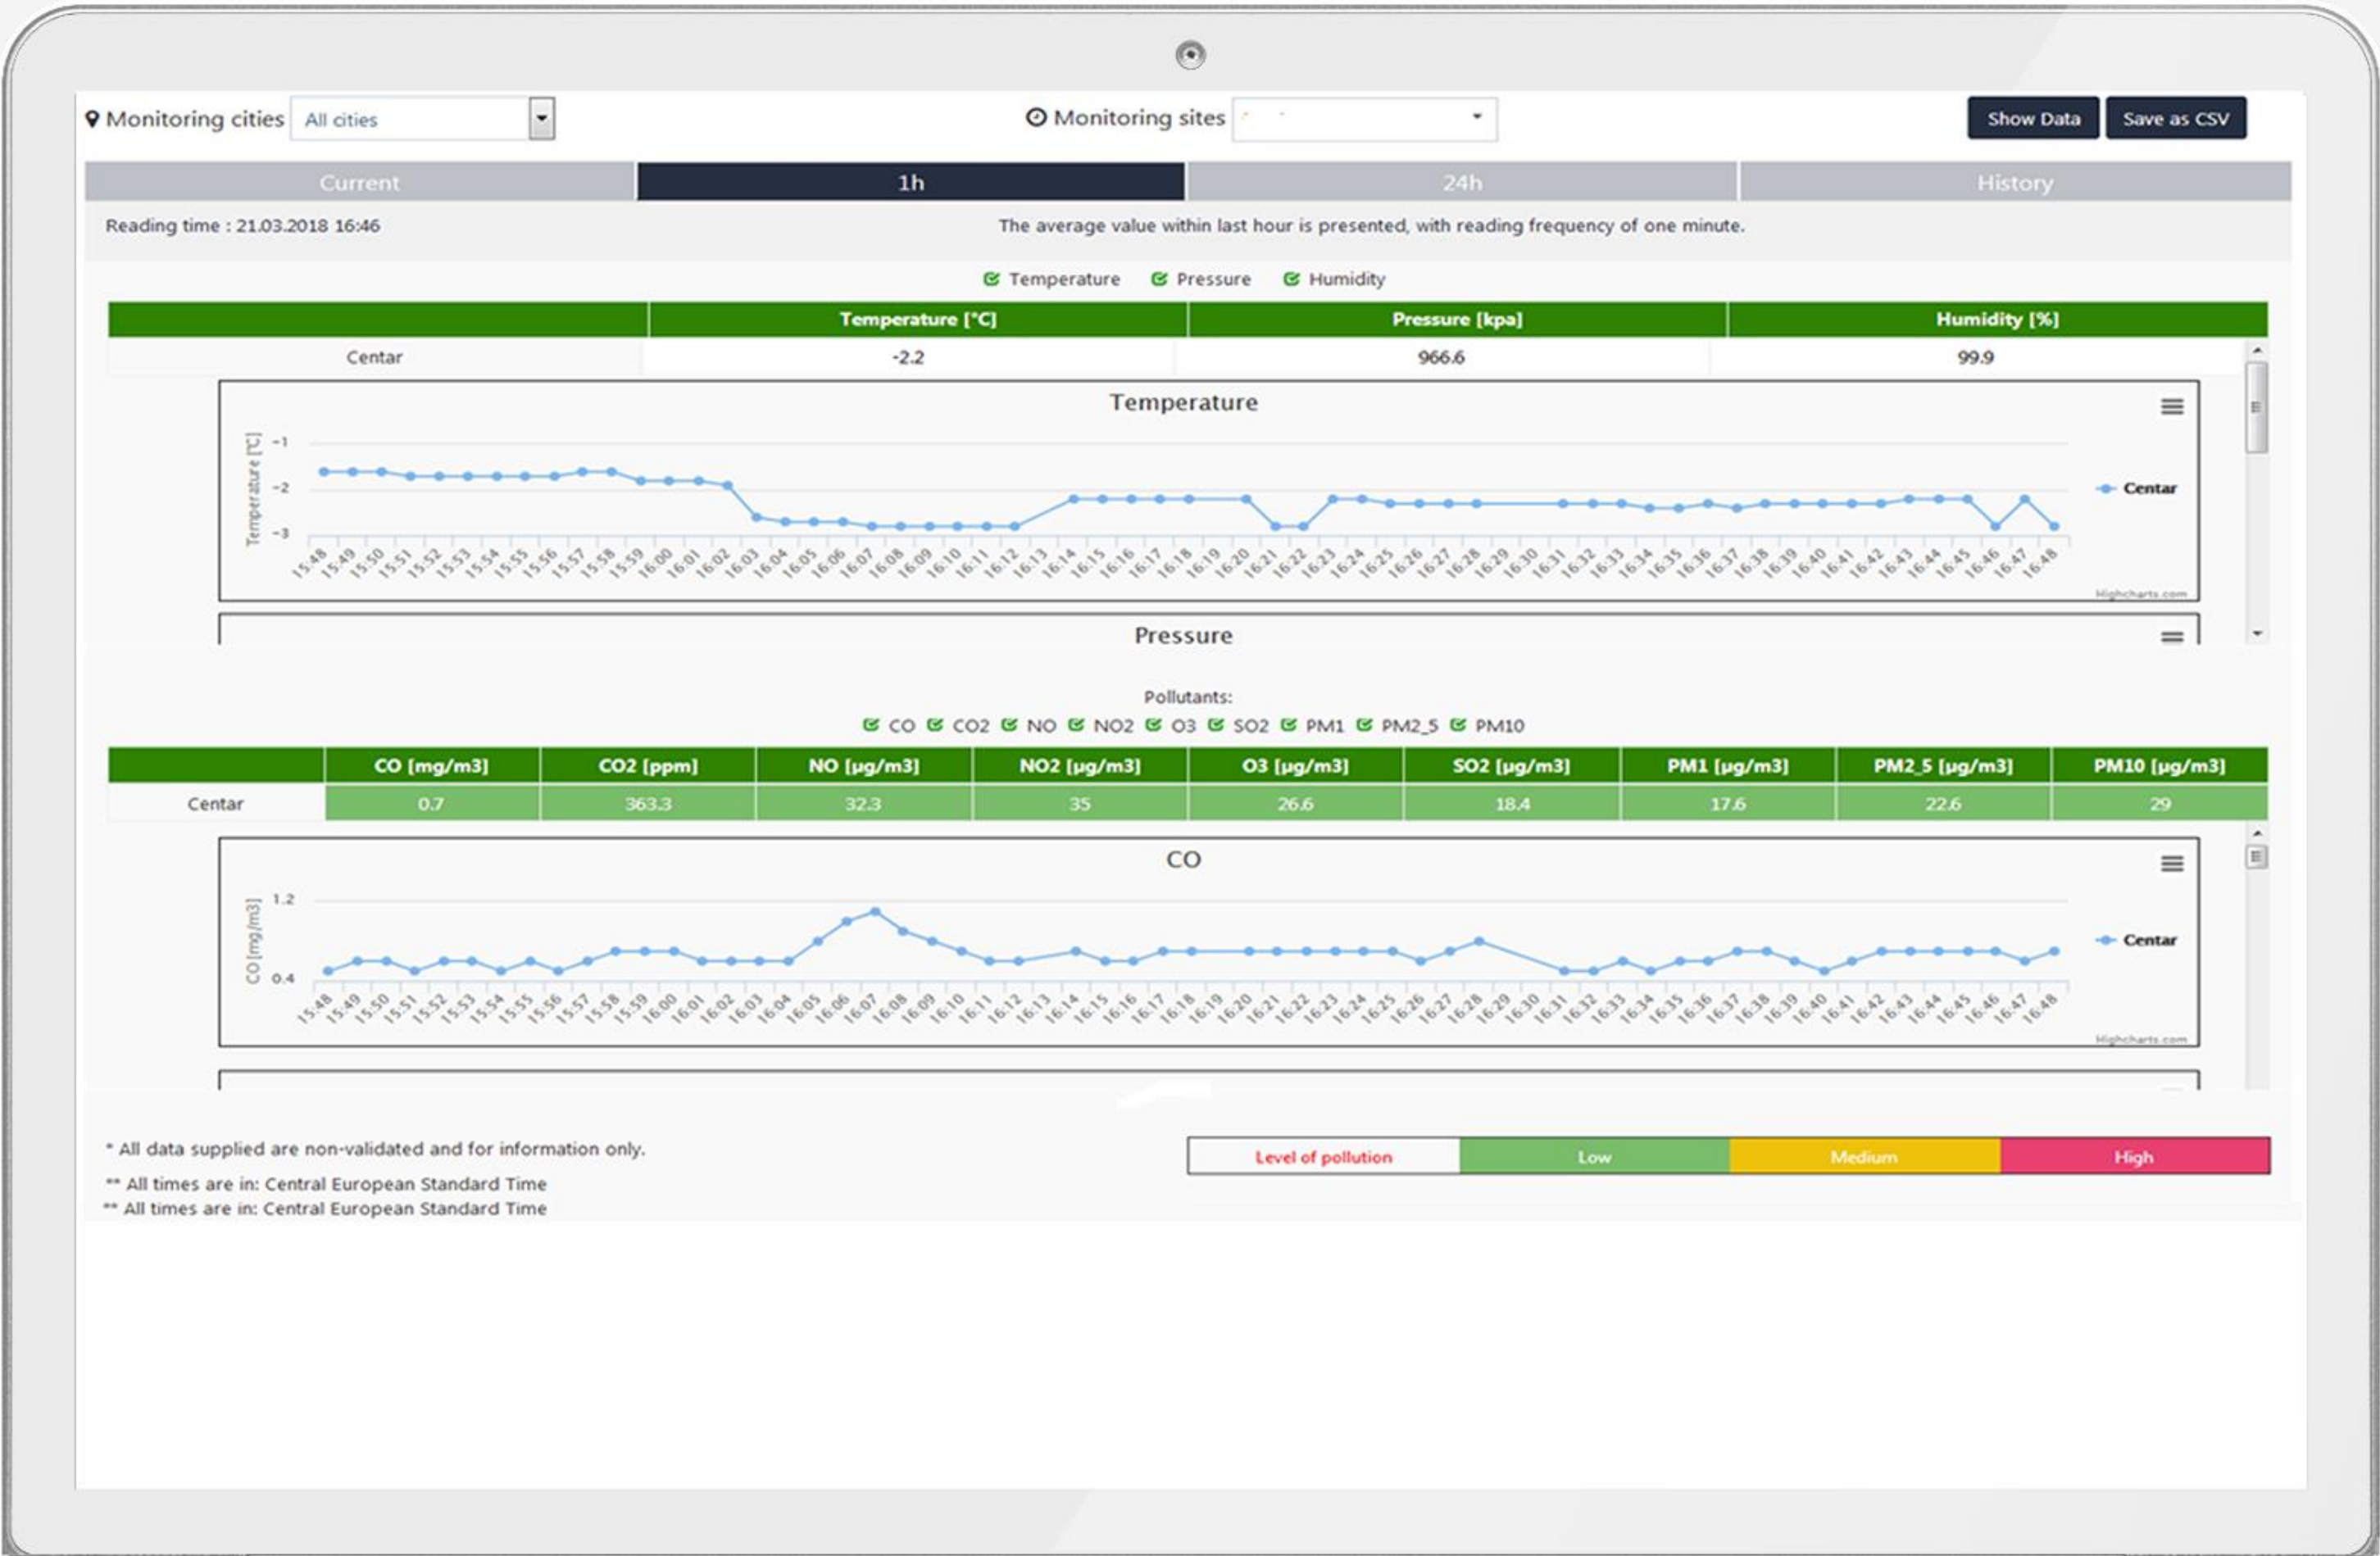 Monitoring cities All cities Monitoring sites Show Data Save as CSV
Current 1h 24h History
Reading time : 21.03.2018 16:46 The average value within last hour is presented, with reading frequency of one minute.
Temperature Pressure Humidity
Temperature [°C] Pressure [kpa] Humidity [%]
Centar -2.2 966.6 99.9
Temperature
Temperature [°C]
-1
-2
-3
Centar
15:48 15:49 15:50 15:51 15:52 15:53 15:54 15:55 15:56 15:57 15:58 15:59 16:00 16:01 16:02 16:03 16:04 16:05 16:06 16:07 16:08 16:09 16:10 16:11 16:12 16:13 16:14 16:15 16:16 16:17 16:18 16:19 16:20 16:21 16:22 16:23 16:24 16:25 16:26 16:27 16:28 16:29 16:30 16:31 16:32 16:33 16:34 16:35 16:36 16:37 16:38 16:39 16:40 16:41 16:42 16:43 16:44 16:45 16:46 16:47 16:48
Highcharts.com
Pressure
Pollutants:
CO CO2 NO NO2 O3 SO2 PM1 PM2_5 PM10
CO [mg/m3] CO2 [ppm] NO [µg/m3] NO2 [µg/m3] O3 [µg/m3] SO2 [µg/m3] PM1 [µg/m3] PM2_5 [µg/m3] PM10 [µg/m3]
Centar 0.7 363.3 32.3 35 26.6 18.4 17.6 22.6 29
CO
CO [mg/m3]
1.2
0.4
Centar
15:48 15:49 15:50 15:51 15:52 15:53 15:54 15:55 15:56 15:57 15:58 15:59 16:00 16:01 16:02 16:03 16:04 16:05 16:06 16:07 16:08 16:09 16:10 16:11 16:12 16:13 16:14 16:15 16:16 16:17 16:18 16:19 16:20 16:21 16:22 16:23 16:24 16:25 16:26 16:27 16:28 16:29 16:30 16:31 16:32 16:33 16:34 16:35 16:36 16:37 16:38 16:39 16:40 16:41 16:42 16:43 16:44 16:45 16:46 16:47 16:48
Highcharts.com
* All data supplied are non-validated and for information only.
Level of pollution Low Medium High
** All times are in: Central European Standard Time
** All times are in: Central European Standard Time